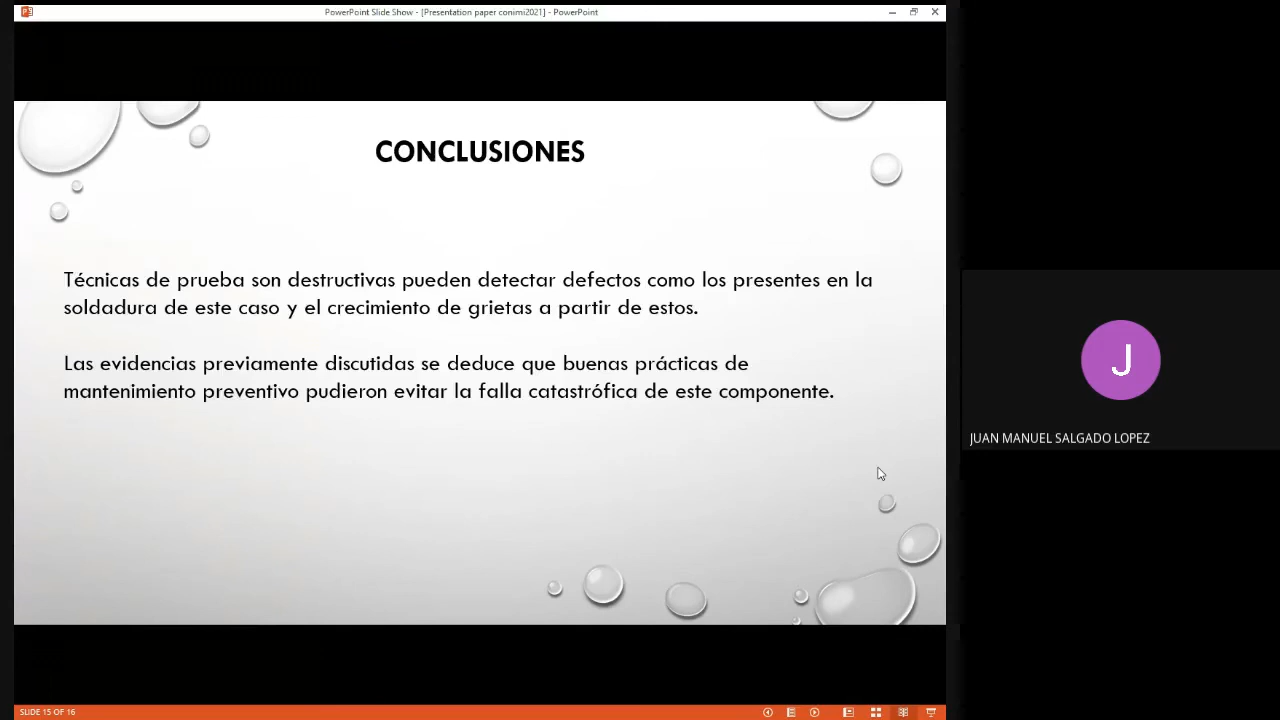 PowerPoint Slide Show - [Presentation paper conimi2021] - PowerPoint
CONCLUSIONES
Técnicas de prueba son destructivas pueden detectar defectos como los presentes en la
soldadura de este caso y el crecimiento de grietas a partir de estos.
Las evidencias previamente discutidas se deduce que buenas prácticas de
mantenimiento preventivo pudieron evitar la falla catastrófica de este componente.
J
JUAN MANUEL SALGADO LOPEZ
SLIDE 15 OF 16